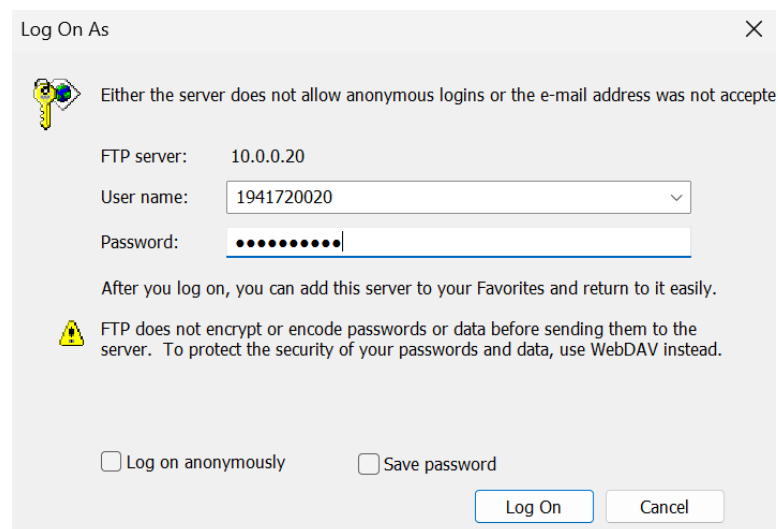 Log On As
Either the server does not allow anonymous logins or the e-mail address was not accepte
FTP server: 10.0.0.20
User name: 1941720020
Password: ●●●●●●●●●●
After you log on, you can add this server to your Favorites and return to it easily.
FTP does not encrypt or encode passwords or data before sending them to the
server. To protect the security of your passwords and data, use WebDAV instead.
Log on anonymously Save password
Log On Cancel